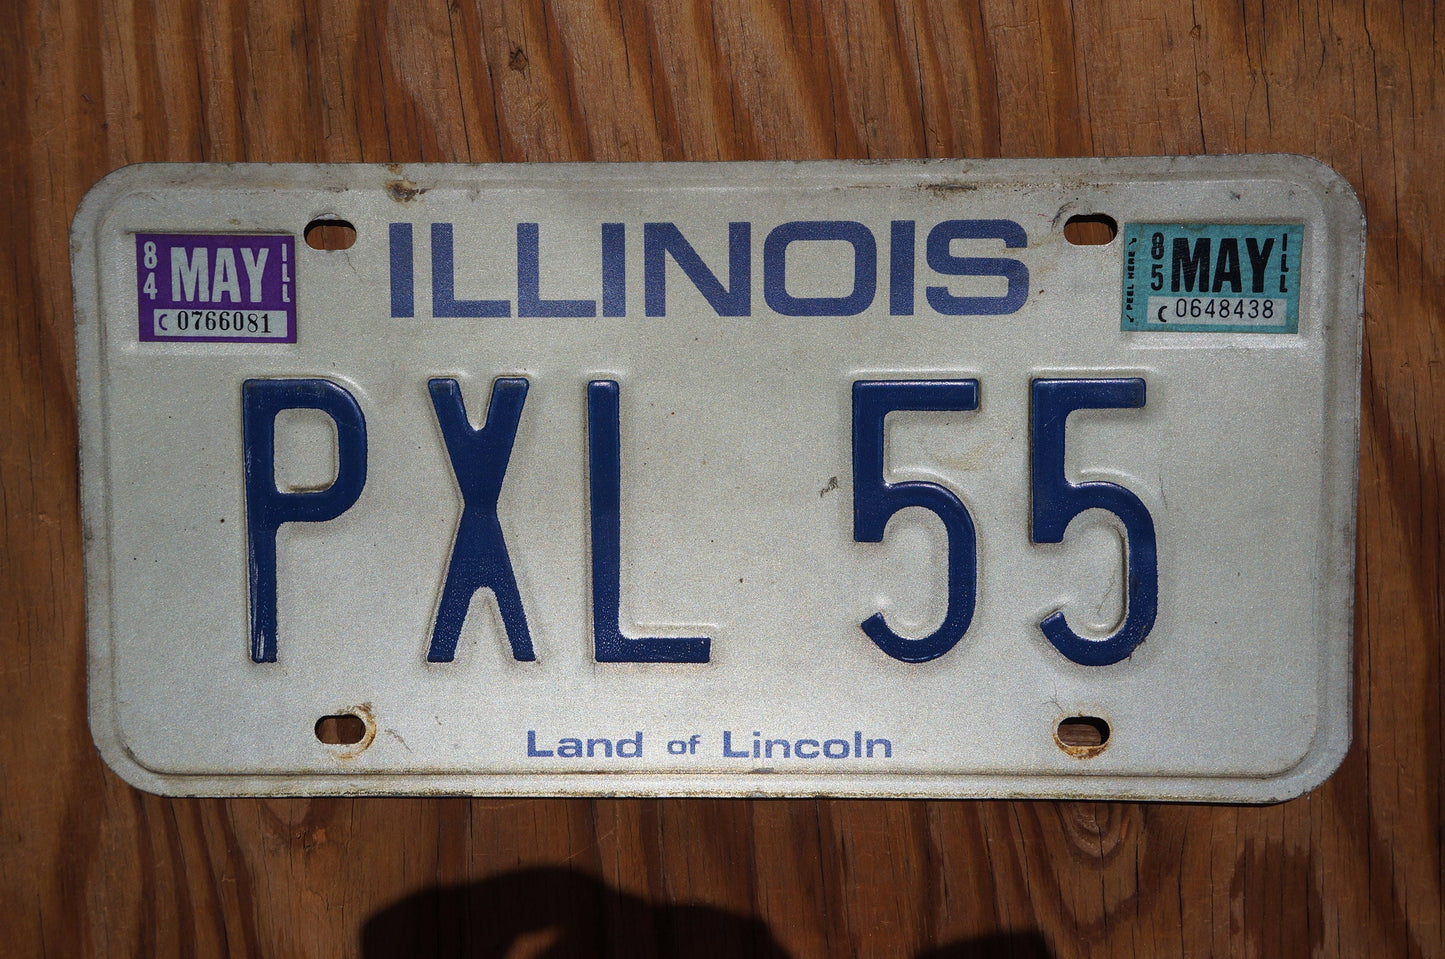 ILLINOIS
84 MAY ILL
C 0766081
PEEL HERE 85 MAY ILL
C 0648438
PXL 55
Land of Lincoln